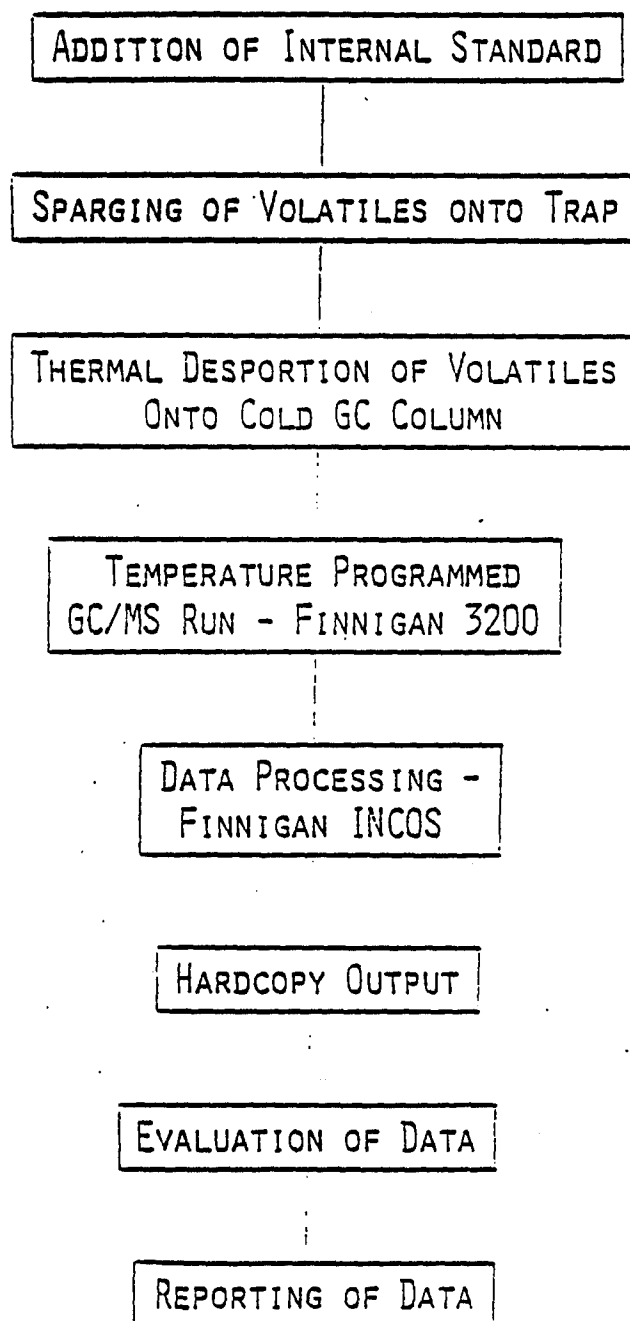 ADDITION OF INTERNAL STANDARD
SPARGING OF VOLATILES ONTO TRAP
THERMAL DESPORTION OF VOLATILES
ONTO COLD GC COLUMN
TEMPERATURE PROGRAMMED
GC/MS RUN - FINNIGAN 3200
DATA PROCESSING -
FINNIGAN INCOS
HARDCOPY OUTPUT
EVALUATION OF DATA
REPORTING OF DATA